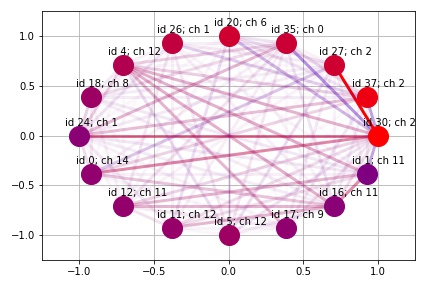 id 20; ch 6
id 26; ch 1
id 35; ch 0
id 4; ch 12
id 27; ch 2
id 18; ch 8
id 37; ch 2
id 24; ch 1
id 30; ch 2
id 0; ch 14
id 1; ch 11
id 12; ch 11
id 16; ch 11
id 11; ch 12
id 5; ch 12
id 17; ch 9
1.0
0.5
0.0
−0.5
−1.0
−1.0
−0.5
0.0
0.5
1.0